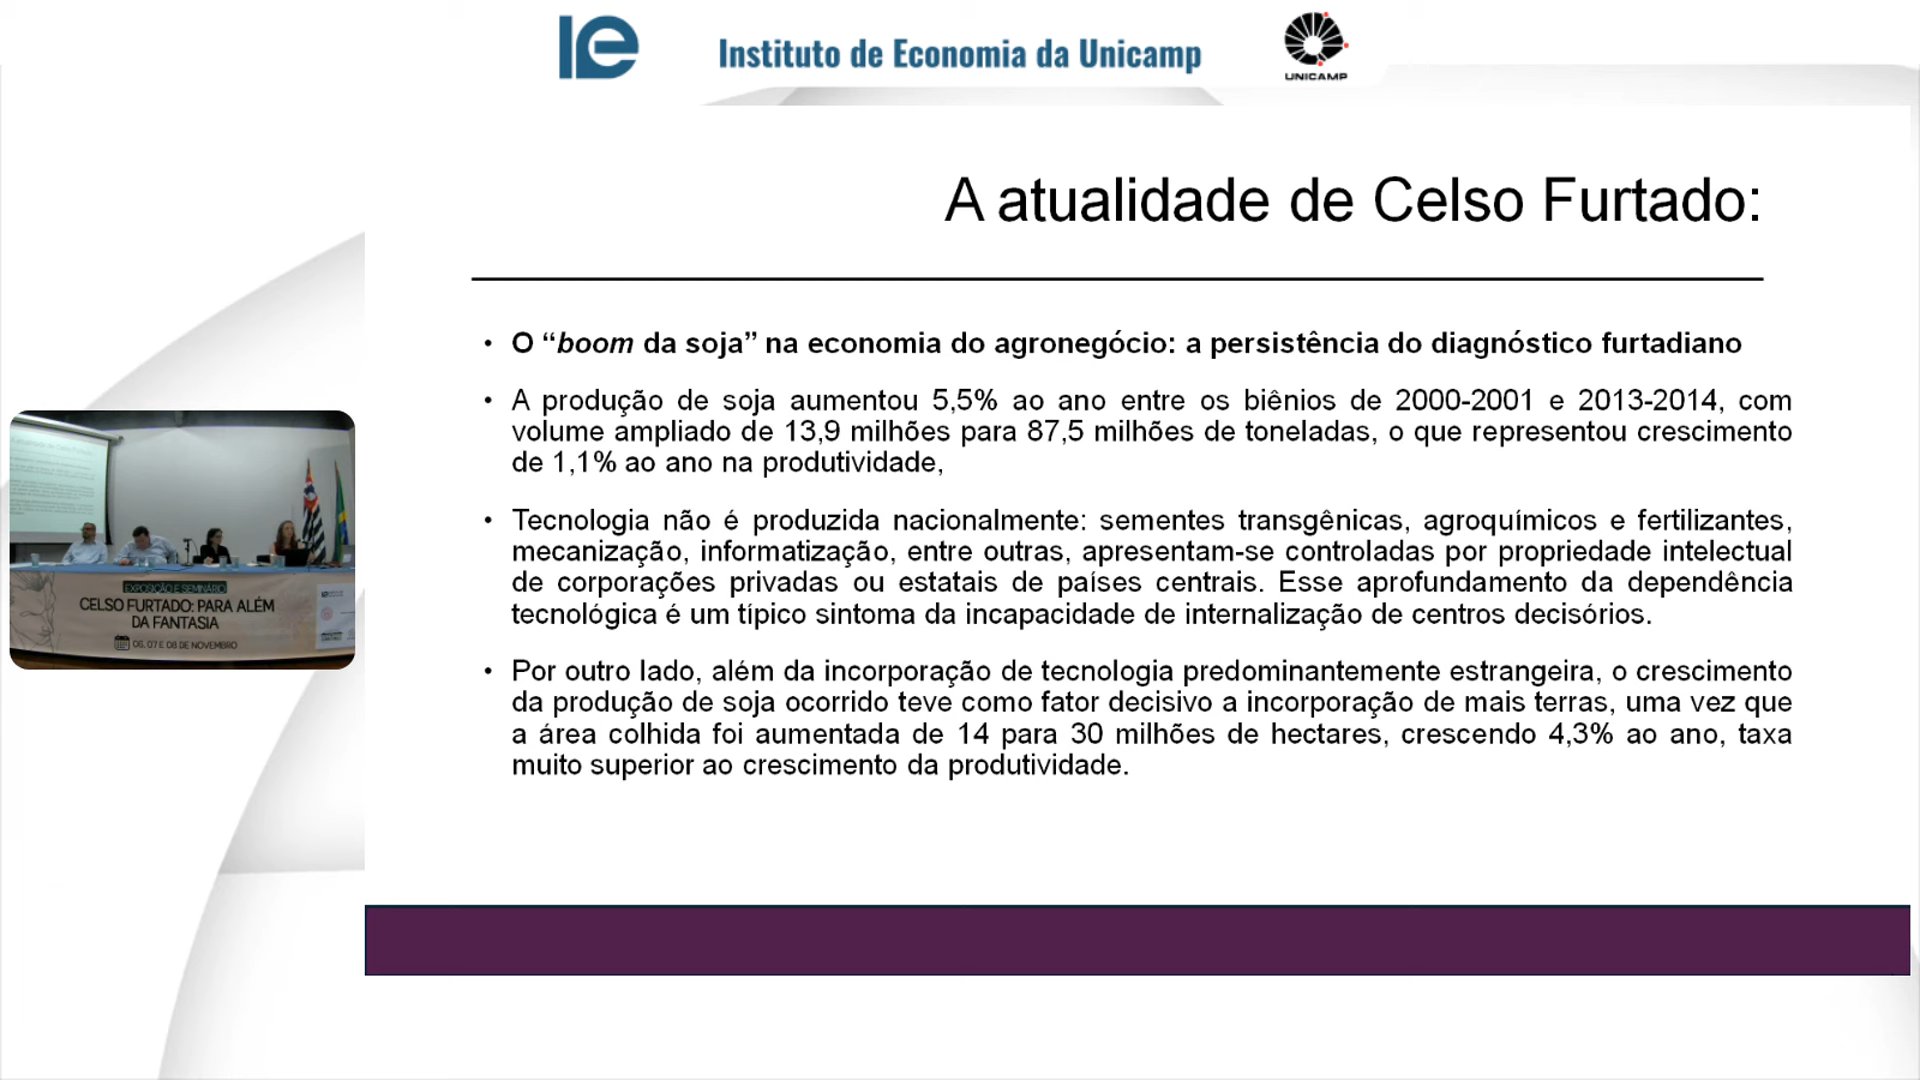 Instituto de Economia da Unicamp
UNICAMP
A atualidade de Celso Furtado:
• O “boom da soja” na economia do agronegócio: a persistência do diagnóstico furtadiano
• A produção de soja aumentou 5,5% ao ano entre os biênios de 2000-2001 e 2013-2014, com
volume ampliado de 13,9 milhões para 87,5 milhões de toneladas, o que representou crescimento
de 1,1% ao ano na produtividade,
• Tecnologia não é produzida nacionalmente: sementes transgênicas, agroquímicos e fertilizantes,
mecanização, informatização, entre outras, apresentam-se controladas por propriedade intelectual
de corporações privadas ou estatais de países centrais. Esse aprofundamento da dependência
tecnológica é um típico sintoma da incapacidade de internalização de centros decisórios.
• Por outro lado, além da incorporação de tecnologia predominantemente estrangeira, o crescimento
da produção de soja ocorrido teve como fator decisivo a incorporação de mais terras, uma vez que
a área colhida foi aumentada de 14 para 30 milhões de hectares, crescendo 4,3% ao ano, taxa
muito superior ao crescimento da produtividade.
EXPOSIÇÃO E SEMINÁRIO
CELSO FURTADO: PARA ALÉM
DA FANTASIA
06, 07 E 08 DE NOVEMBRO